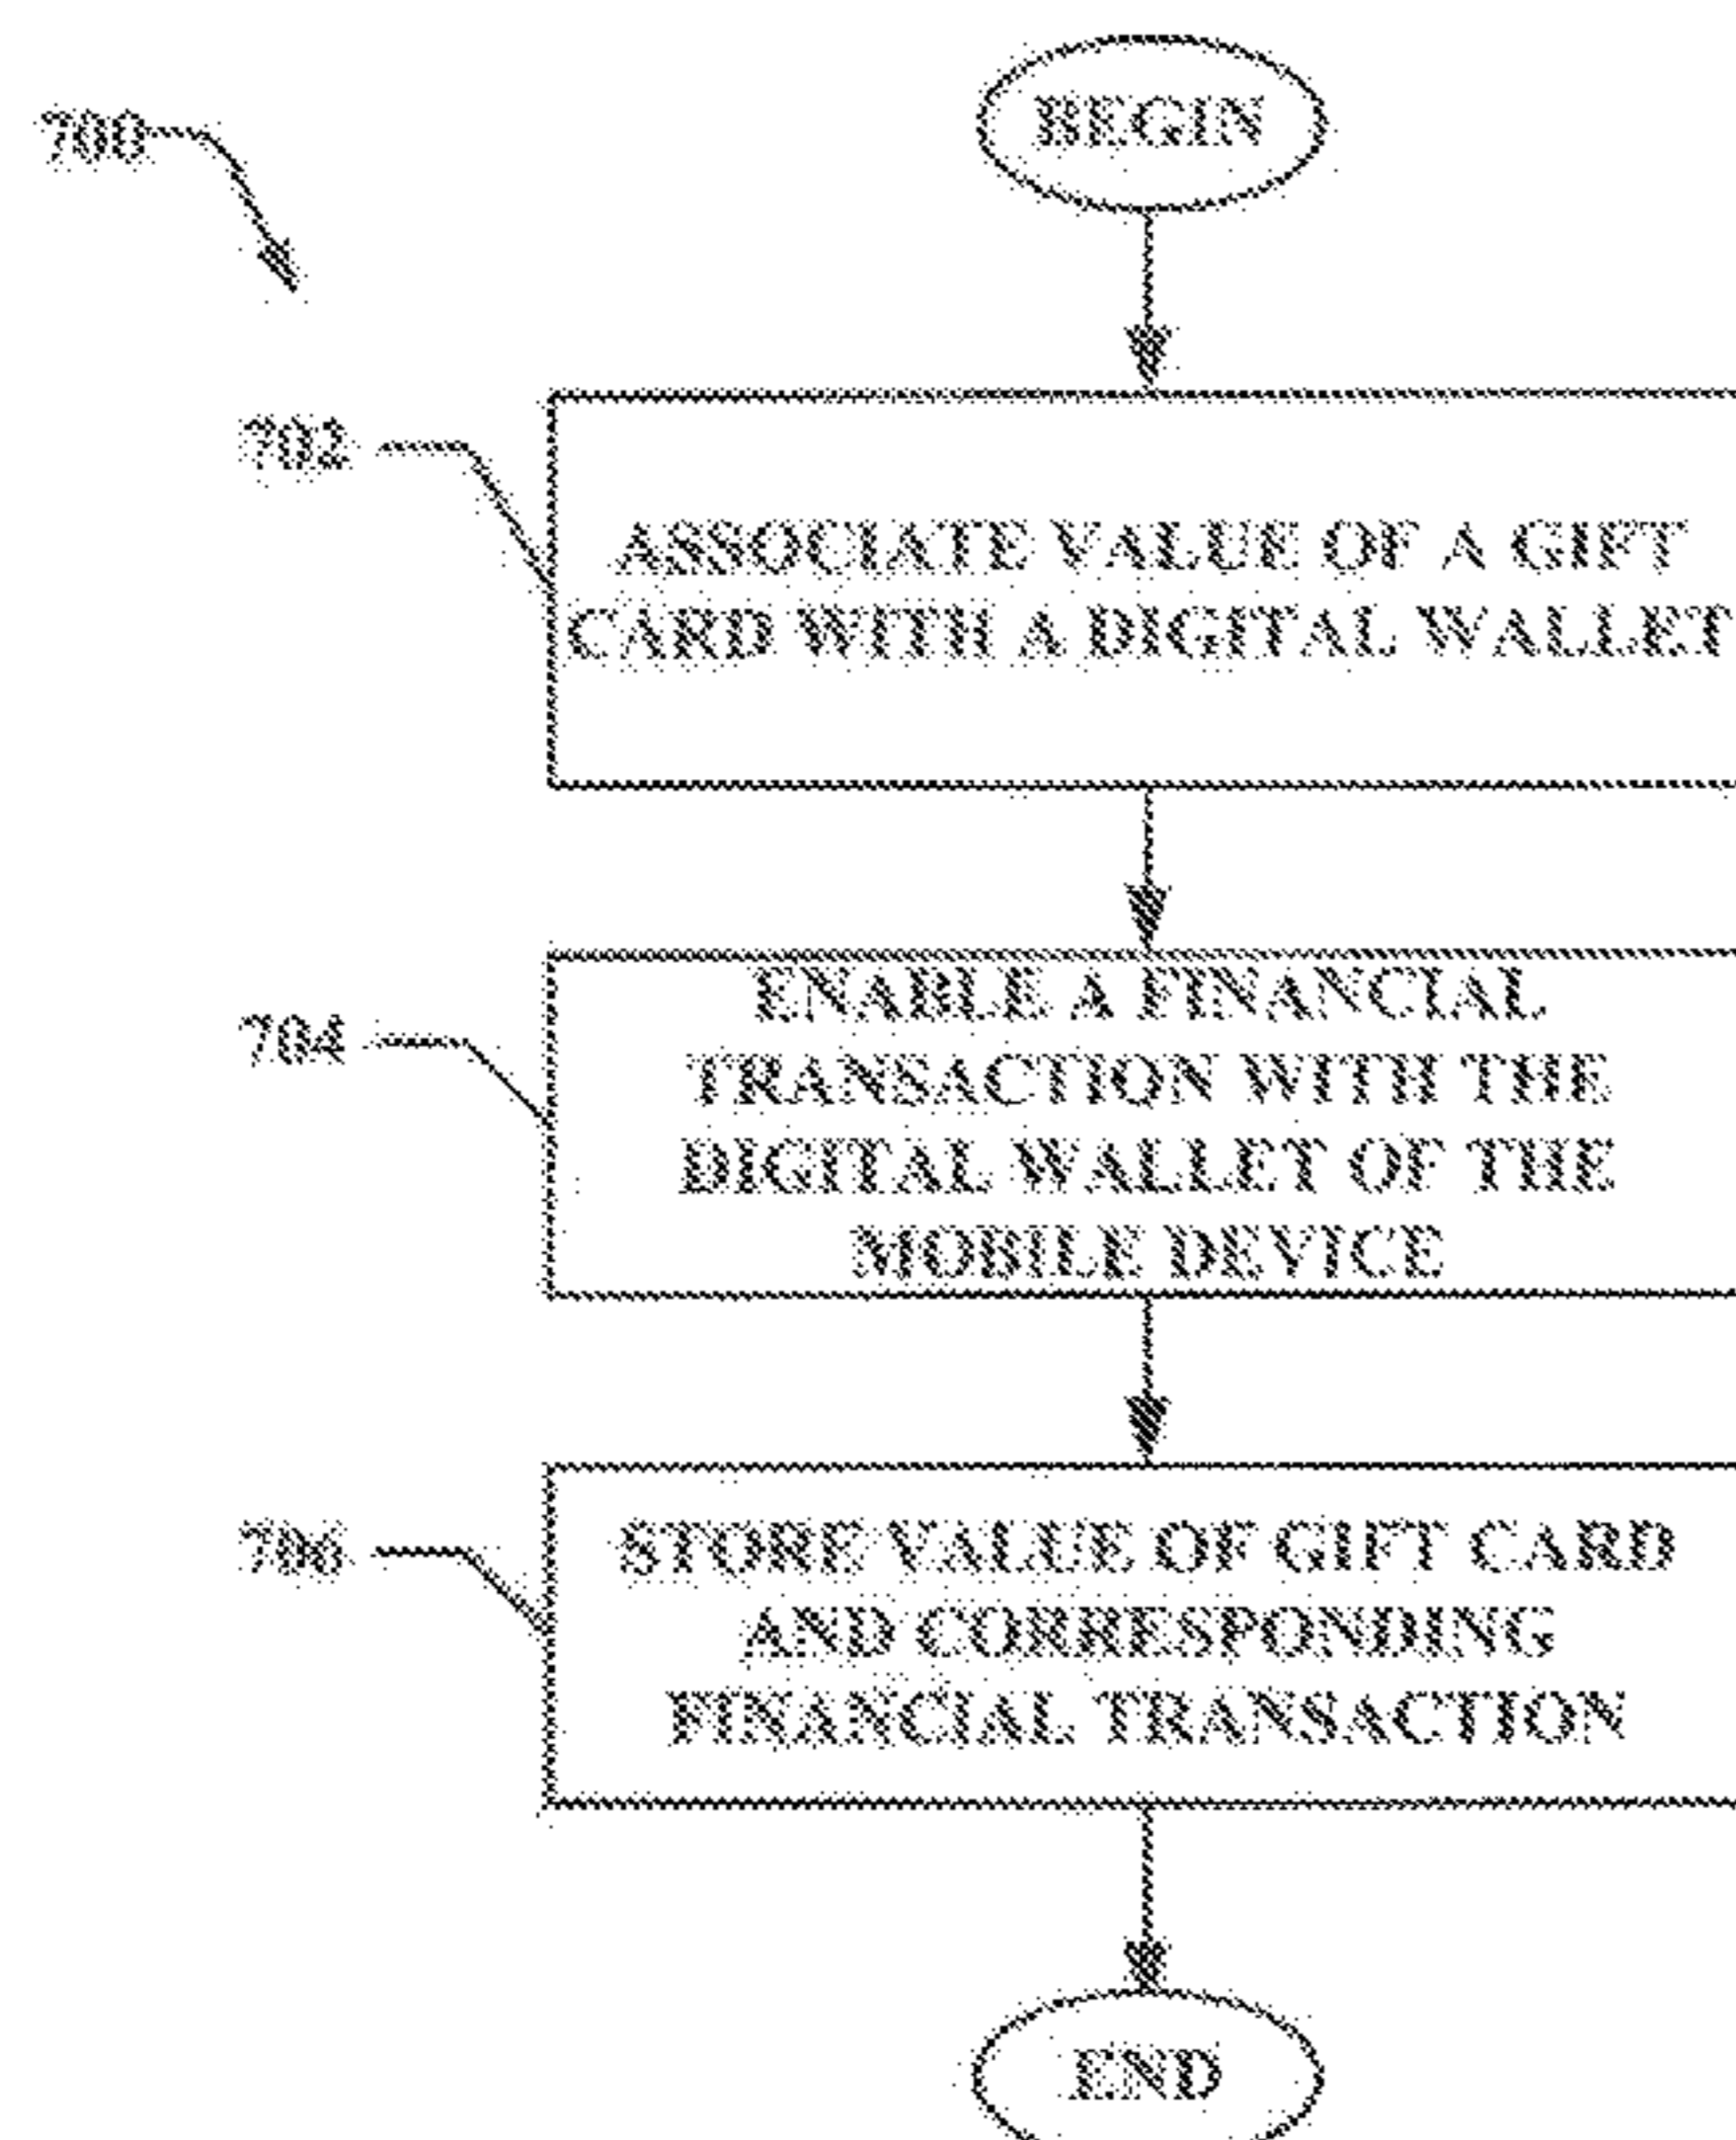 700
BEGIN
702
ASSOCIATE VALUE OF A GIFT
CARD WITH A DIGITAL WALLET
704
ENABLE A FINANCIAL
TRANSACTION WITH THE
DIGITAL WALLET OF THE
MOBILE DEVICE
706
STORE VALUE OF GIFT CARD
AND CORRESPONDING
FINANCIAL TRANSACTION
END